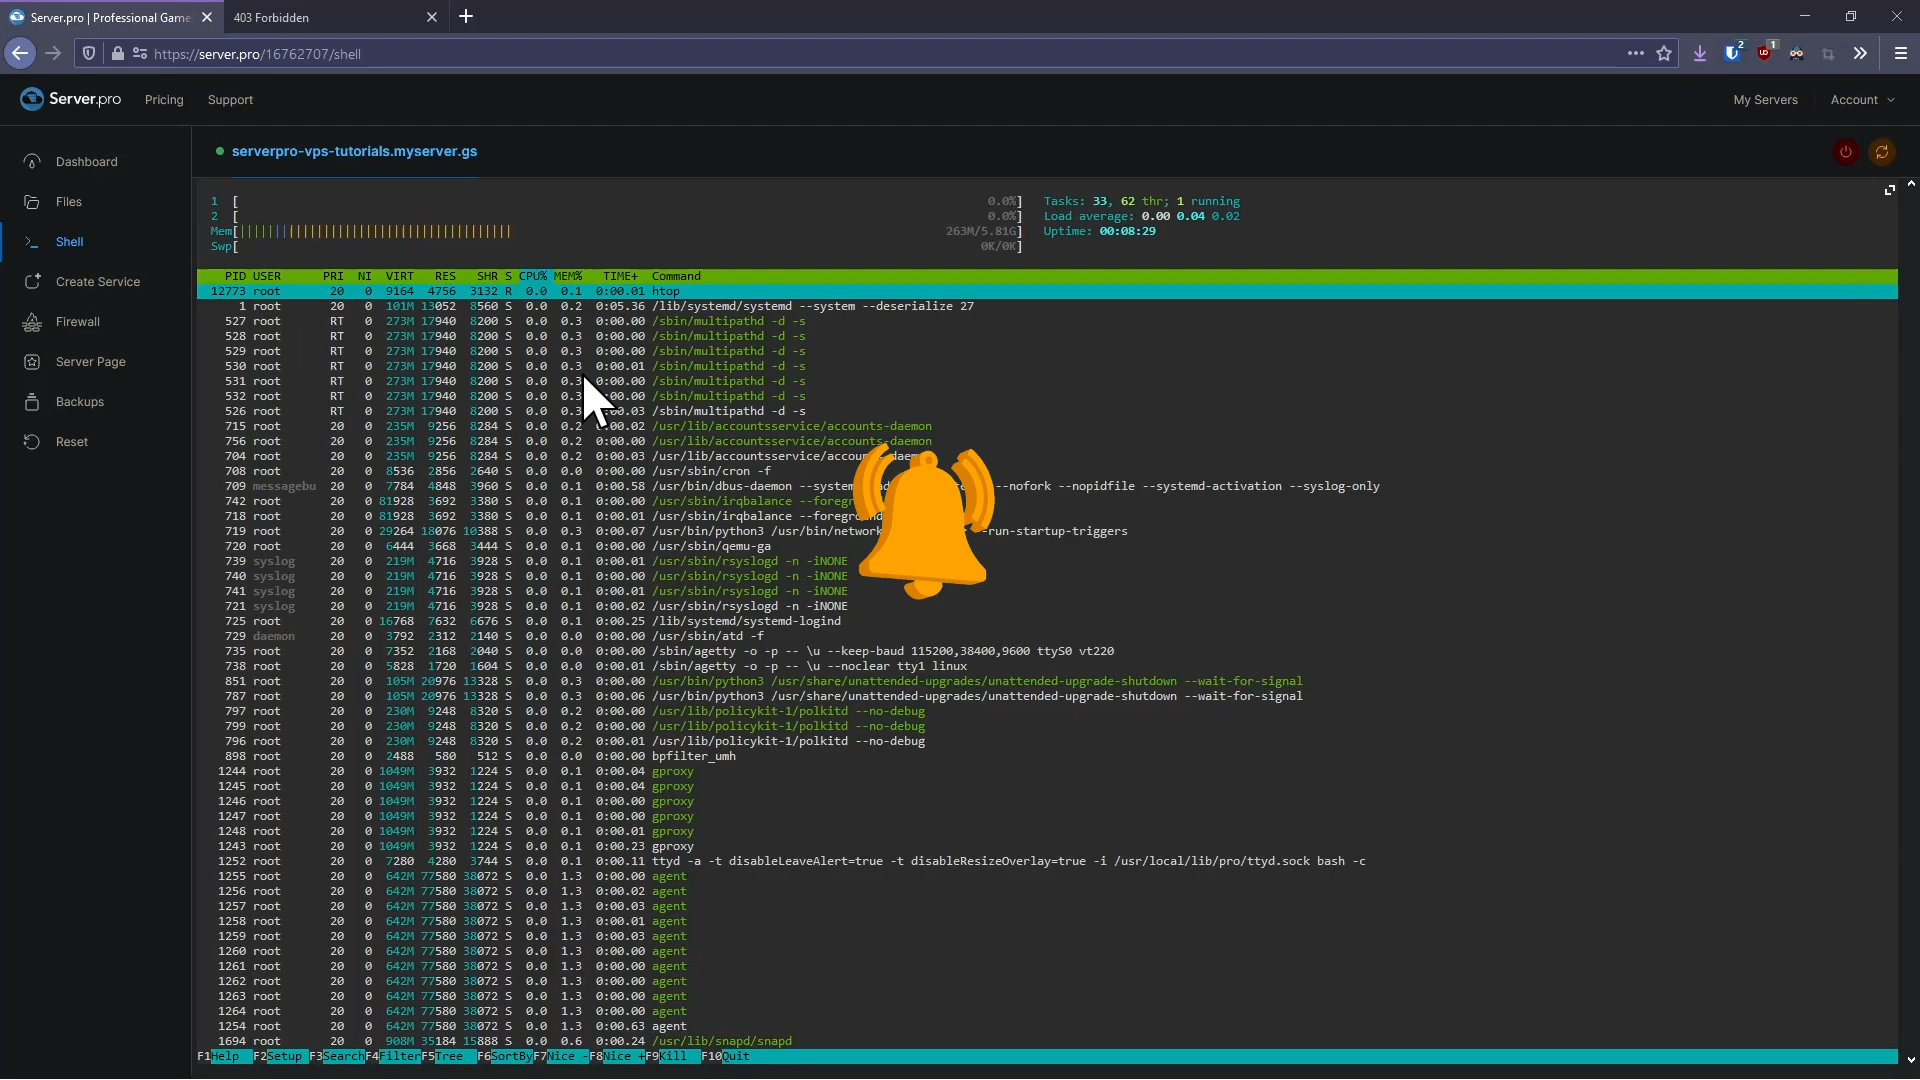 Server.pro | Professional Game
403 Forbidden
https://server.pro/16762707/shell
2
1
Server.pro
Pricing
Support
My Servers
Account
Dashboard
Files
Shell
Create Service
Firewall
Server Page
Backups
Reset
serverpro-vps-tutorials.myserver.gs
1 [ 0.0%] Tasks: 33, 62 thr; 1 running
2 [ 0.0%] Load average: 0.00 0.04 0.02
Mem[ 263M/5.81G] Uptime: 00:08:29
Swp[ 0K/0K]
PID USER PRI NI VIRT RES SHR S CPU% MEM% TIME+ Command
12773 root 20 0 9164 4756 3132 R 0.0 0.1 0:00.01 htop
1 root 20 0 101M 13052 8560 S 0.0 0.2 0:05.36 /lib/systemd/systemd --system --deserialize 27
527 root RT 0 273M 17940 8200 S 0.0 0.3 0:00.00 /sbin/multipathd -d -s
528 root RT 0 273M 17940 8200 S 0.0 0.3 0:00.00 /sbin/multipathd -d -s
529 root RT 0 273M 17940 8200 S 0.0 0.3 0:00.00 /sbin/multipathd -d -s
530 root RT 0 273M 17940 8200 S 0.0 0.3 0:00.01 /sbin/multipathd -d -s
531 root RT 0 273M 17940 8200 S 0.0 0.3 0:00.00 /sbin/multipathd -d -s
532 root RT 0 273M 17940 8200 S 0.0 0.3 :00.00 /sbin/multipathd -d -s
526 root RT 0 273M 17940 8200 S 0.0 0.3 :00.03 /sbin/multipathd -d -s
715 root 20 0 235M 9256 8284 S 0.0 0.2 :00.02 /usr/lib/accountsservice/accounts-daemon
756 root 20 0 235M 9256 8284 S 0.0 0.2 0:00.00 /usr/lib/accountsservice/accounts-daemon
704 root 20 0 235M 9256 8284 S 0.0 0.2 0:00.03 /usr/lib/accountsservice/accou
708 root 20 0 8536 2856 2640 S 0.0 0.0 0:00.00 /usr/sbin/cron -f
709 messagebu 20 0 7784 4848 3960 S 0.0 0.1 0:00.58 /usr/bin/dbus-daemon --system --nofork --nopidfile --systemd-activation --syslog-only
742 root 20 0 81928 3692 3380 S 0.0 0.1 0:00.00 /usr/sbin/irqbalance --foregr
718 root 20 0 81928 3692 3380 S 0.0 0.1 0:00.01 /usr/sbin/irqbalance --foreground
719 root 20 0 29264 18076 10388 S 0.0 0.3 0:00.07 /usr/bin/python3 /usr/bin/network -run-startup-triggers
720 root 20 0 6444 3668 3444 S 0.0 0.1 0:00.00 /usr/sbin/qemu-ga
739 syslog 20 0 219M 4716 3928 S 0.0 0.1 0:00.01 /usr/sbin/rsyslogd -n -iNONE
740 syslog 20 0 219M 4716 3928 S 0.0 0.1 0:00.00 /usr/sbin/rsyslogd -n -iNONE
741 syslog 20 0 219M 4716 3928 S 0.0 0.1 0:00.01 /usr/sbin/rsyslogd -n -iNONE
721 syslog 20 0 219M 4716 3928 S 0.0 0.1 0:00.02 /usr/sbin/rsyslogd -n -iNONE
725 root 20 0 16768 7632 6676 S 0.0 0.1 0:00.25 /lib/systemd/systemd-logind
729 daemon 20 0 3792 2312 2140 S 0.0 0.0 0:00.00 /usr/sbin/atd -f
735 root 20 0 7352 2168 2040 S 0.0 0.0 0:00.00 /sbin/agetty -o -p -- \u --keep-baud 115200,38400,9600 ttyS0 vt220
738 root 20 0 5828 1720 1604 S 0.0 0.0 0:00.01 /sbin/agetty -o -p -- \u --noclear tty1 linux
851 root 20 0 105M 20976 13328 S 0.0 0.3 0:00.00 /usr/bin/python3 /usr/share/unattended-upgrades/unattended-upgrade-shutdown --wait-for-signal
787 root 20 0 105M 20976 13328 S 0.0 0.3 0:00.06 /usr/bin/python3 /usr/share/unattended-upgrades/unattended-upgrade-shutdown --wait-for-signal
797 root 20 0 230M 9248 8320 S 0.0 0.2 0:00.00 /usr/lib/policykit-1/polkitd --no-debug
799 root 20 0 230M 9248 8320 S 0.0 0.2 0:00.00 /usr/lib/policykit-1/polkitd --no-debug
796 root 20 0 230M 9248 8320 S 0.0 0.2 0:00.01 /usr/lib/policykit-1/polkitd --no-debug
898 root 20 0 2488 580 512 S 0.0 0.0 0:00.00 bpfilter_umh
1244 root 20 0 1049M 3932 1224 S 0.0 0.1 0:00.04 gproxy
1245 root 20 0 1049M 3932 1224 S 0.0 0.1 0:00.04 gproxy
1246 root 20 0 1049M 3932 1224 S 0.0 0.1 0:00.00 gproxy
1247 root 20 0 1049M 3932 1224 S 0.0 0.1 0:00.00 gproxy
1248 root 20 0 1049M 3932 1224 S 0.0 0.1 0:00.01 gproxy
1243 root 20 0 1049M 3932 1224 S 0.0 0.1 0:00.23 gproxy
1252 root 20 0 7280 4280 3744 S 0.0 0.1 0:00.11 ttyd -a -t disableLeaveAlert=true -t disableResizeOverlay=true -i /usr/local/lib/pro/ttyd.sock bash -c
1255 root 20 0 642M 77580 38072 S 0.0 1.3 0:00.00 agent
1256 root 20 0 642M 77580 38072 S 0.0 1.3 0:00.02 agent
1257 root 20 0 642M 77580 38072 S 0.0 1.3 0:00.03 agent
1258 root 20 0 642M 77580 38072 S 0.0 1.3 0:00.01 agent
1259 root 20 0 642M 77580 38072 S 0.0 1.3 0:00.03 agent
1260 root 20 0 642M 77580 38072 S 0.0 1.3 0:00.00 agent
1261 root 20 0 642M 77580 38072 S 0.0 1.3 0:00.00 agent
1262 root 20 0 642M 77580 38072 S 0.0 1.3 0:00.00 agent
1263 root 20 0 642M 77580 38072 S 0.0 1.3 0:00.00 agent
1264 root 20 0 642M 77580 38072 S 0.0 1.3 0:00.00 agent
1254 root 20 0 642M 77580 38072 S 0.0 1.3 0:00.63 agent
1694 root 20 0 908M 35184 15888 S 0.0 0.6 0:00.24 /usr/lib/snapd/snapd
F1Help F2Setup F3SearchF4FilterF5Tree F6SortByF7Nice -F8Nice +F9Kill F10Quit